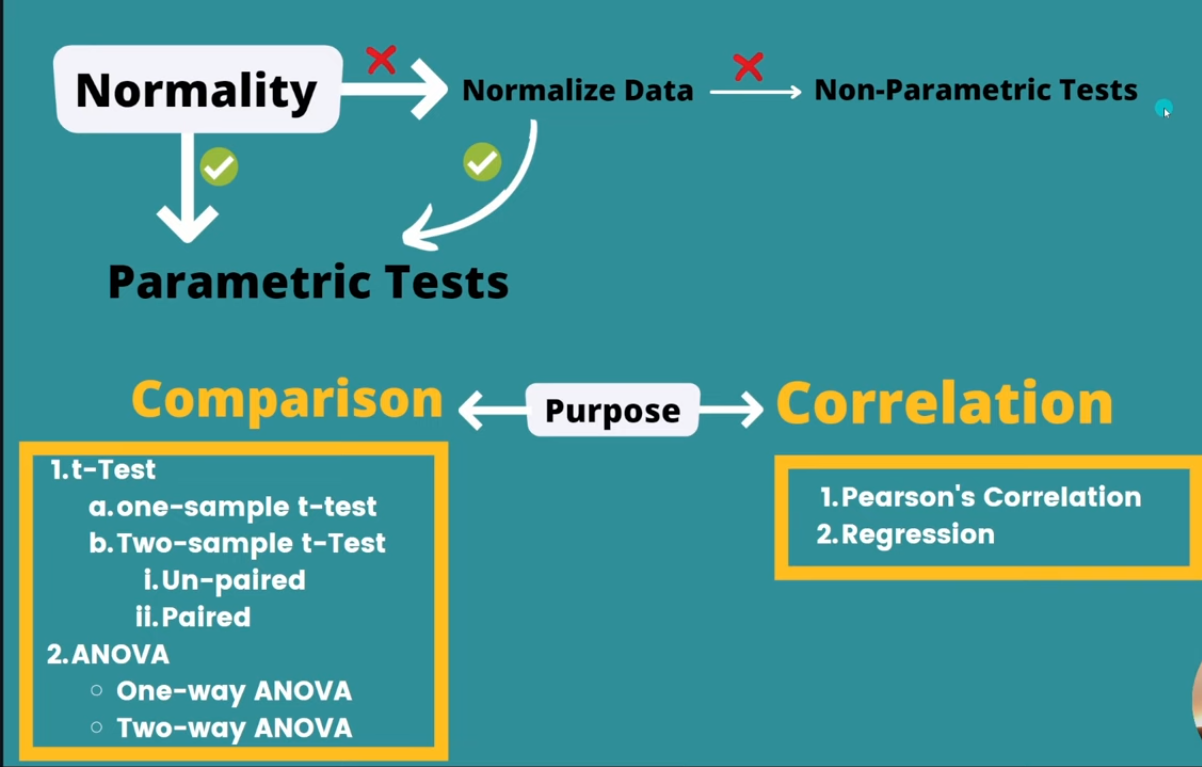 Normality
Normalize Data
Non-Parametric Tests
Parametric Tests
Comparison
Purpose
Correlation
1.t-Test
a.one-sample t-test
b.Two-sample t-Test
i.Un-paired
ii.Paired
2.ANOVA
One-way ANOVA
Two-way ANOVA
1.Pearson's Correlation
2.Regression